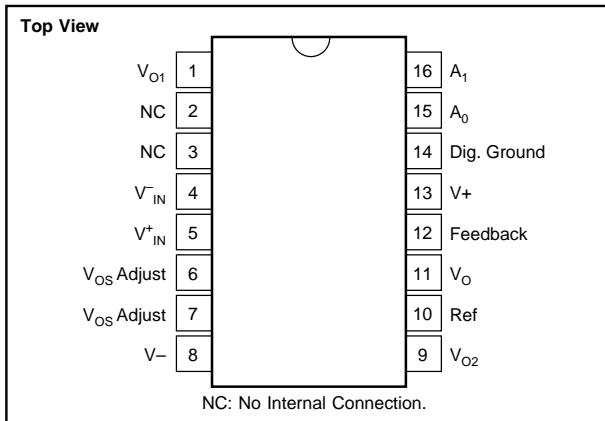 Top View
V_O1 1 16 A_1
NC 2 15 A_0
NC 3 14 Dig. Ground
V^–_IN 4 13 V+
V^+_IN 5 12 Feedback
V_OS Adjust 6 11 V_O
V_OS Adjust 7 10 Ref
V– 8 9 V_O2
NC: No Internal Connection.